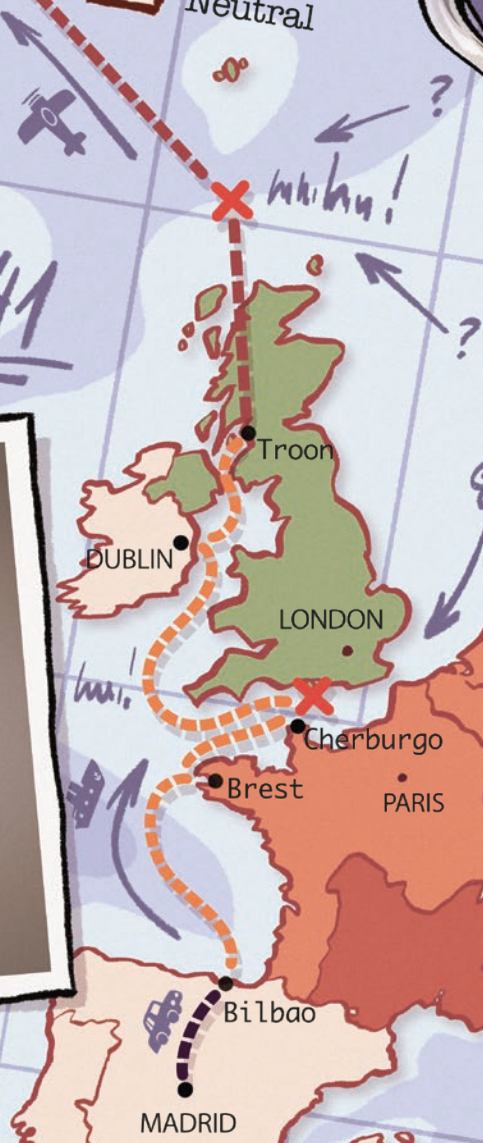 Neutral
?
?
Troon
DUBLIN
LONDON
Cherburgo
Brest
PARIS
Bilbao
MADRID